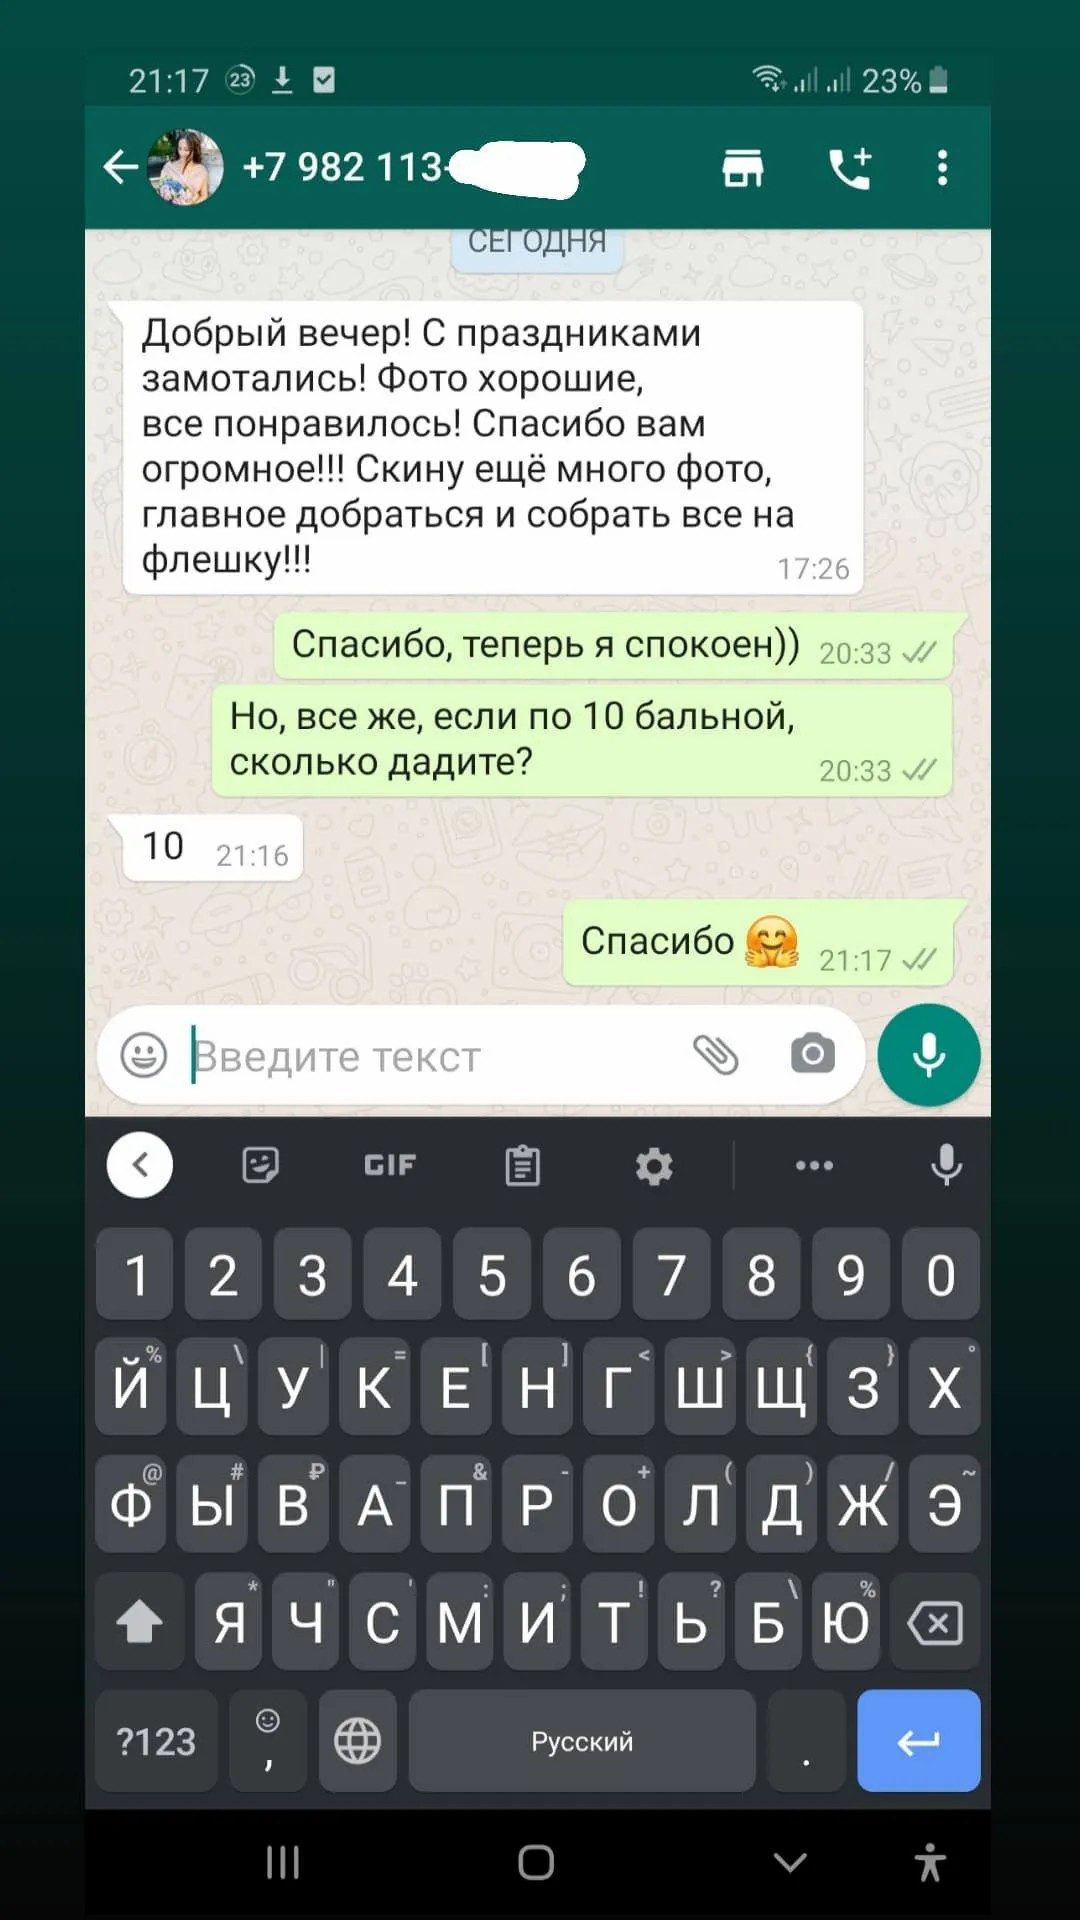 21:17 23 23%
+7 982 113-
СЕГОДНЯ
Добрый вечер! С праздниками
замотались! Фото хорошие,
все понравилось! Спасибо вам
огромное!!! Скину ещё много фото,
главное добраться и собрать все на
флешку!!!
17:26
Спасибо, теперь я спокоен)) 20:33
Но, все же, если по 10 бальной,
сколько дадите?
20:33
10 21:16
Спасибо 🤗 21:17
Введите текст
GIF
1 2 3 4 5 6 7 8 9 0
% \ | = [ ] < > { } °
Й Ц У К Е Н Г Ш Щ З Х
@ # ₽ _ & - + ( ) / ~
Ф Ы В А П Р О Л Д Ж Э
* " ' : ; ! ? \ %
Я Ч С М И Т Ь Б Ю
?123 , Русский .